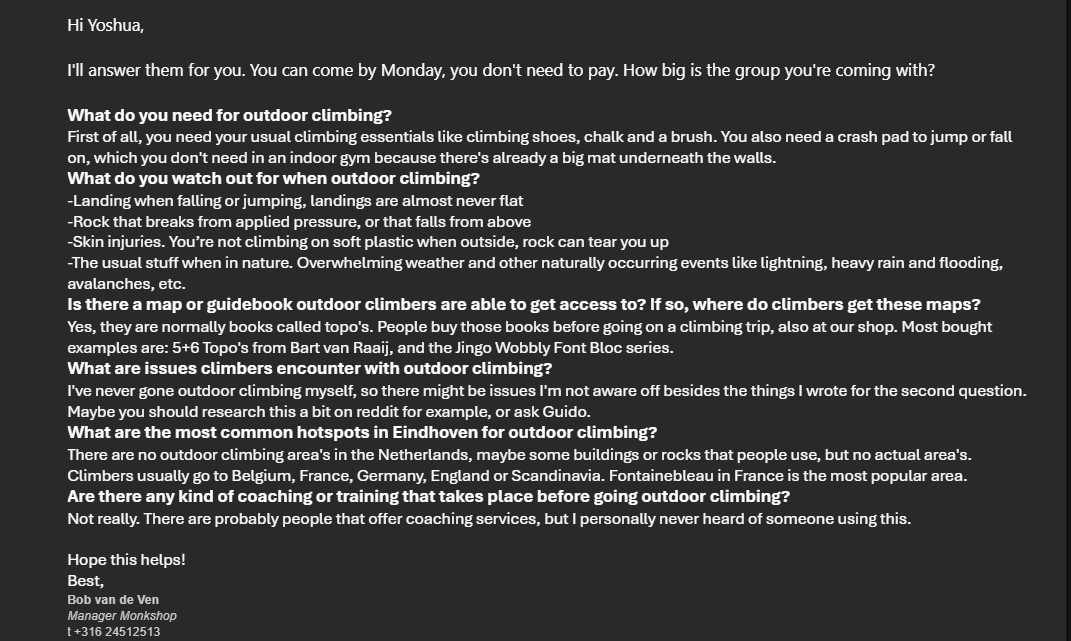 Hi Yoshua,
I'll answer them for you. You can come by Monday, you don't need to pay. How big is the group you're coming with?
What do you need for outdoor climbing?
First of all, you need your usual climbing essentials like climbing shoes, chalk and a brush. You also need a crash pad to jump or fall
on, which you don't need in an indoor gym because there's already a big mat underneath the walls.
What do you watch out for when outdoor climbing?
-Landing when falling or jumping, landings are almost never flat
-Rock that breaks from applied pressure, or that falls from above
-Skin injuries. You're not climbing on soft plastic when outside, rock can tear you up
-The usual stuff when in nature. Overwhelming weather and other naturally occurring events like lightning, heavy rain and flooding,
avalanches, etc.
Is there a map or guidebook outdoor climbers are able to get access to? If so, where do climbers get these maps?
Yes, they are normally books called topo's. People buy those books before going on a climbing trip, also at our shop. Most bought
examples are: 5+6 Topo's from Bart van Raaij, and the Jingo Wobbly Font Bloc series.
What are issues climbers encounter with outdoor climbing?
I've never gone outdoor climbing myself, so there might be issues I'm not aware off besides the things I wrote for the second question.
Maybe you should research this a bit on reddit for example, or ask Guido.
What are the most common hotspots in Eindhoven for outdoor climbing?
There are no outdoor climbing area's in the Netherlands, maybe some buildings or rocks that people use, but no actual area's.
Climbers usually go to Belgium, France, Germany, England or Scandinavia. Fontainebleau in France is the most popular area.
Are there any kind of coaching or training that takes place before going outdoor climbing?
Not really. There are probably people that offer coaching services, but I personally never heard of someone using this.
Hope this helps!
Best,
Bob van de Ven
Manager Monkshop
t +316 24512513